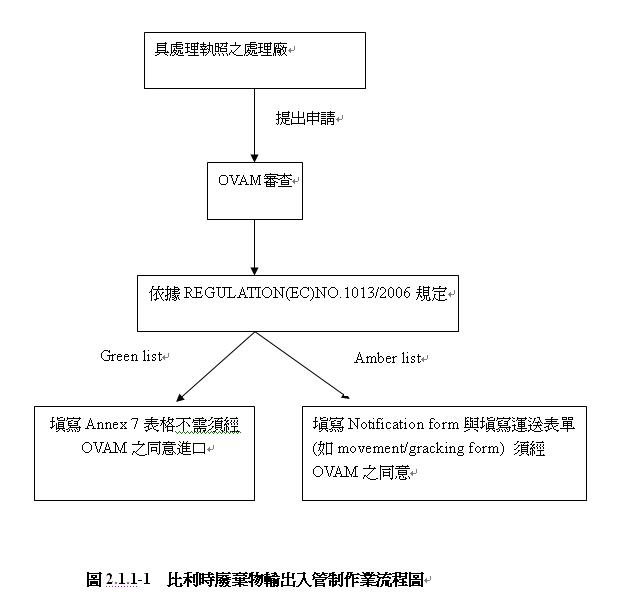 具處理執照之處理廠
提出申請
OVAM審查
依據 REGULATION(EC)NO.1013/2006 規定
Green list
Amber list
填寫 Annex 7 表格不需須經
OVAM 之同意進口
填寫 Notification form 與填寫運送表單
(如 movement/gracking form) 須經
OVAM 之同意
圖 2.1.1-1 比利時廢棄物輸出入管制作業流程圖